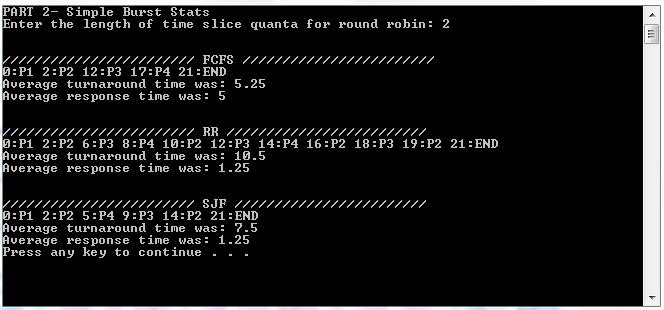 PART 2- Simple Burst Stats
Enter the length of time slice quanta for round robin: 2
//////////////////////// FCFS ////////////////////////
0:P1 2:P2 12:P3 17:P4 21:END
Average turnaround time was: 5.25
Average response time was: 5
//////////////////////// RR /////////////////////////
0:P1 2:P2 6:P3 8:P4 10:P2 12:P3 14:P4 16:P2 18:P3 19:P2 21:END
Average turnaround time was: 10.5
Average response time was: 1.25
//////////////////////// SJF ////////////////////////
0:P1 2:P2 5:P4 9:P3 14:P2 21:END
Average turnaround time was: 7.5
Average response time was: 1.25
Press any key to continue . . .